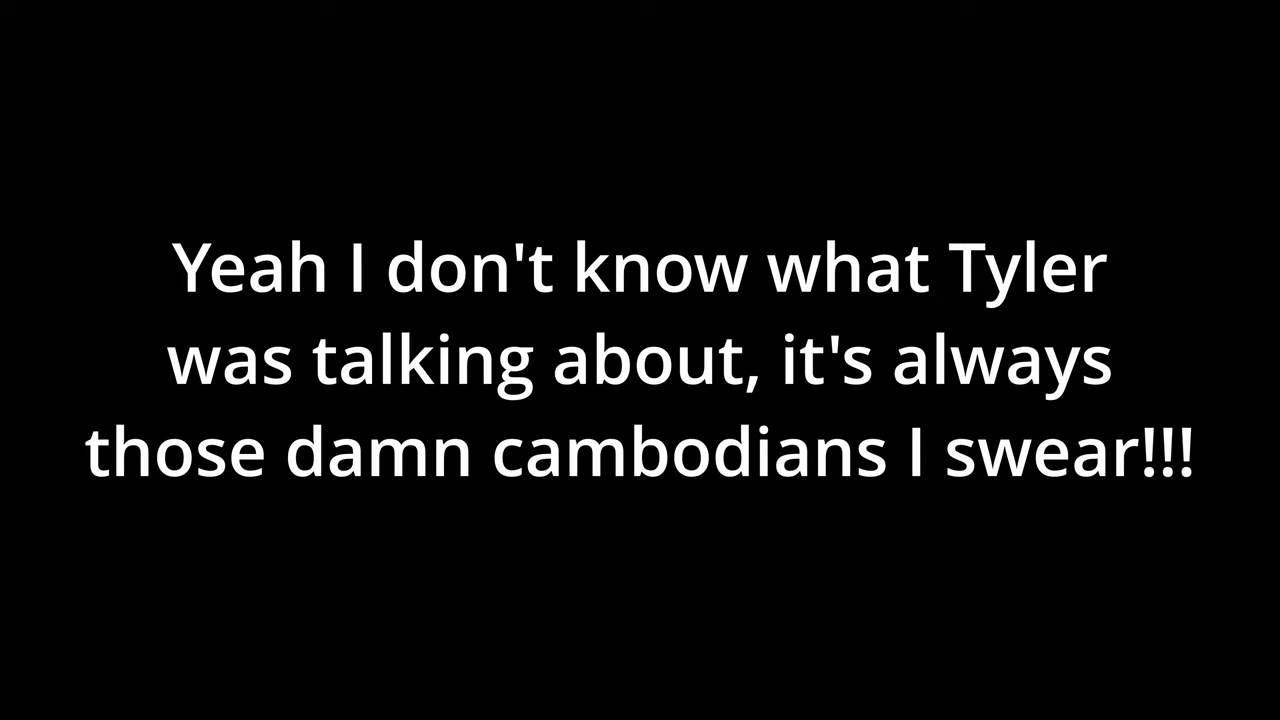 Yeah I don't know what Tyler
was talking about, it's always
those damn cambodians I swear!!!